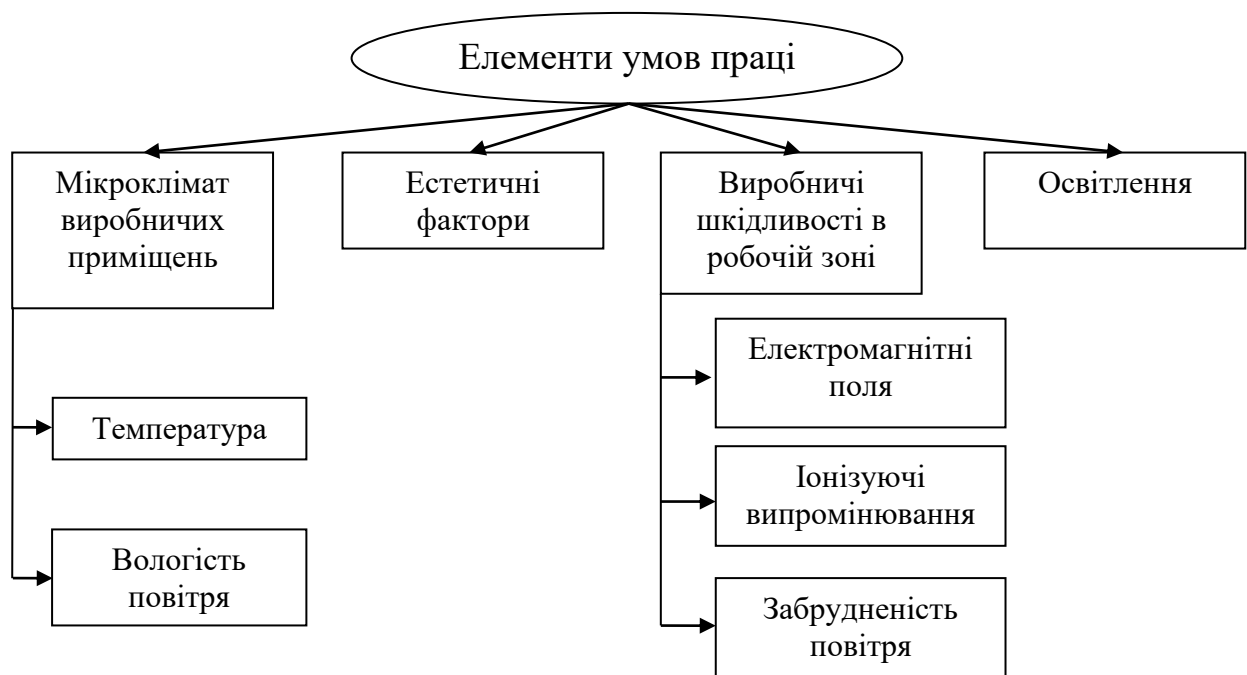 Елементи умов праці
Мікроклімат
виробничих
приміщень
Естетичні
фактори
Виробничі
шкідливості в
робочій зоні
Освітлення
Температура
Вологість
повітря
Електромагнітні
поля
Іонізуючі
випромінювання
Забрудненість
повітря